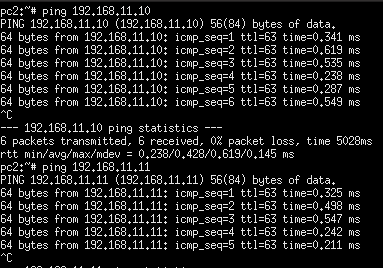 pc2:~# ping 192.168.11.10
PING 192.168.11.10 (192.168.11.10) 56(84) bytes of data.
64 bytes from 192.168.11.10: icmp_seq=1 ttl=63 time=0.341 ms
64 bytes from 192.168.11.10: icmp_seq=2 ttl=63 time=0.619 ms
64 bytes from 192.168.11.10: icmp_seq=3 ttl=63 time=0.535 ms
64 bytes from 192.168.11.10: icmp_seq=4 ttl=63 time=0.238 ms
64 bytes from 192.168.11.10: icmp_seq=5 ttl=63 time=0.287 ms
64 bytes from 192.168.11.10: icmp_seq=6 ttl=63 time=0.549 ms
^C
--- 192.168.11.10 ping statistics ---
6 packets transmitted, 6 received, 0% packet loss, time 5028ms
rtt min/avg/max/mdev = 0.238/0.428/0.619/0.145 ms
pc2:~# ping 192.168.11.11
PING 192.168.11.11 (192.168.11.11) 56(84) bytes of data.
64 bytes from 192.168.11.11: icmp_seq=1 ttl=63 time=0.325 ms
64 bytes from 192.168.11.11: icmp_seq=2 ttl=63 time=0.498 ms
64 bytes from 192.168.11.11: icmp_seq=3 ttl=63 time=0.547 ms
64 bytes from 192.168.11.11: icmp_seq=4 ttl=63 time=0.242 ms
64 bytes from 192.168.11.11: icmp_seq=5 ttl=63 time=0.211 ms
^C